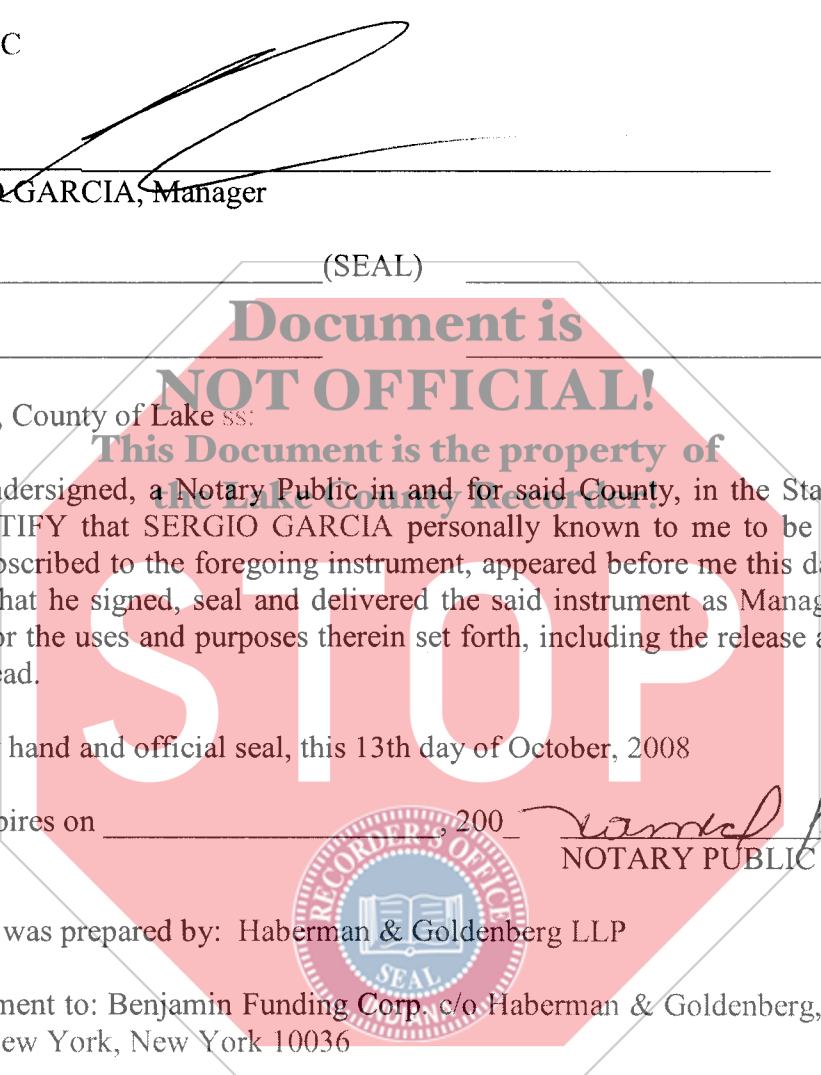 C
GARCIA, Manager
(SEAL)
Document is
NOT OFFICIAL!
, County of Lake ss:
This Document is the property of
the Lake County Recorder!
ndersigned, a Notary Public in and for said County, in the Sta
TIFY that SERGIO GARCIA personally known to me to be
bscribed to the foregoing instrument, appeared before me this da
hat he signed, seal and delivered the said instrument as Manag
or the uses and purposes therein set forth, including the release a
ead.
STOP
hand and official seal, this 13th day of October, 2008
pires on ____________________, 200_
NOTARY PUBLIC
RECORDER'S OFFICE
SEAL
INDIANA
was prepared by: Haberman & Goldenberg LLP
ment to: Benjamin Funding Corp. c/o Haberman & Goldenberg,
ew York, New York 10036